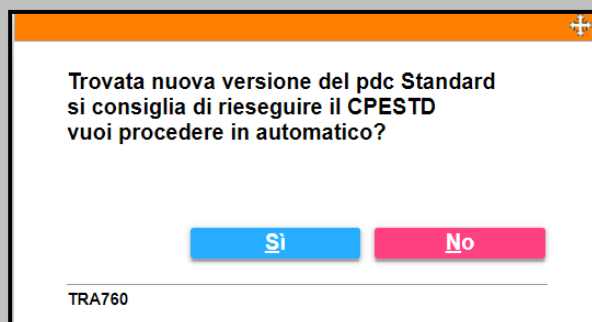 Trovata nuova versione del pdc Standard
si consiglia di rieseguire il CPESTD
vuoi procedere in automatico?
Sì
No
TRA760